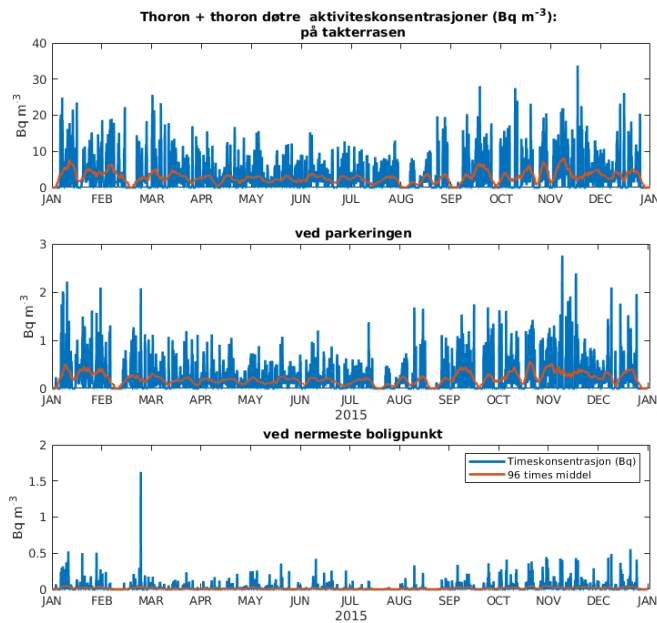 Thoron + thoron døtre aktiviteskonsentrasjoner (Bq m⁻³):
på takterrasen
40
30
20
10
0
Bq m⁻³
JAN FEB MAR APR MAY JUN JUL AUG SEP OCT NOV DEC JAN
ved parkeringen
3
2
1
0
Bq m⁻³
JAN FEB MAR APR MAY JUN JUL AUG SEP OCT NOV DEC JAN
2015
ved nermeste boligpunkt
2
1.5
1
0.5
0
Bq m⁻³
Timeskonsentrasjon (Bq)
96 times middel
JAN FEB MAR APR MAY JUN JUL AUG SEP OCT NOV DEC JAN
2015